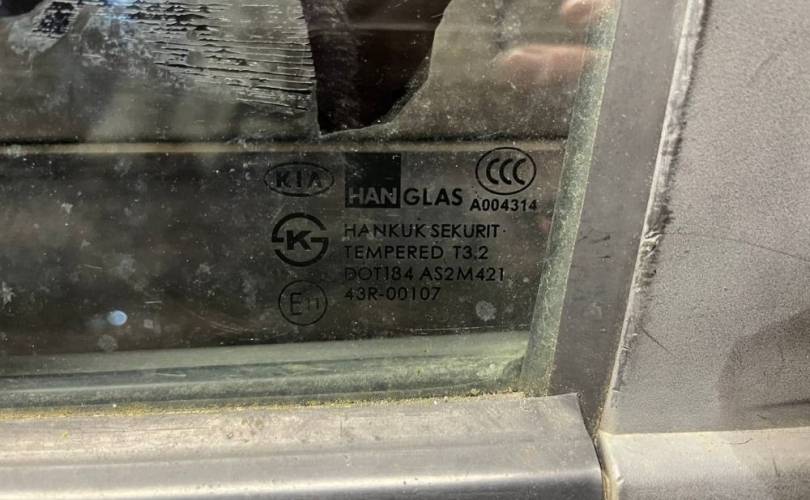 KIA
HANGLAS
CCC
A004314
K
HANKUK SEKURIT
TEMPERED T3.2
DOT184 AS2M421
E11
43R-00107